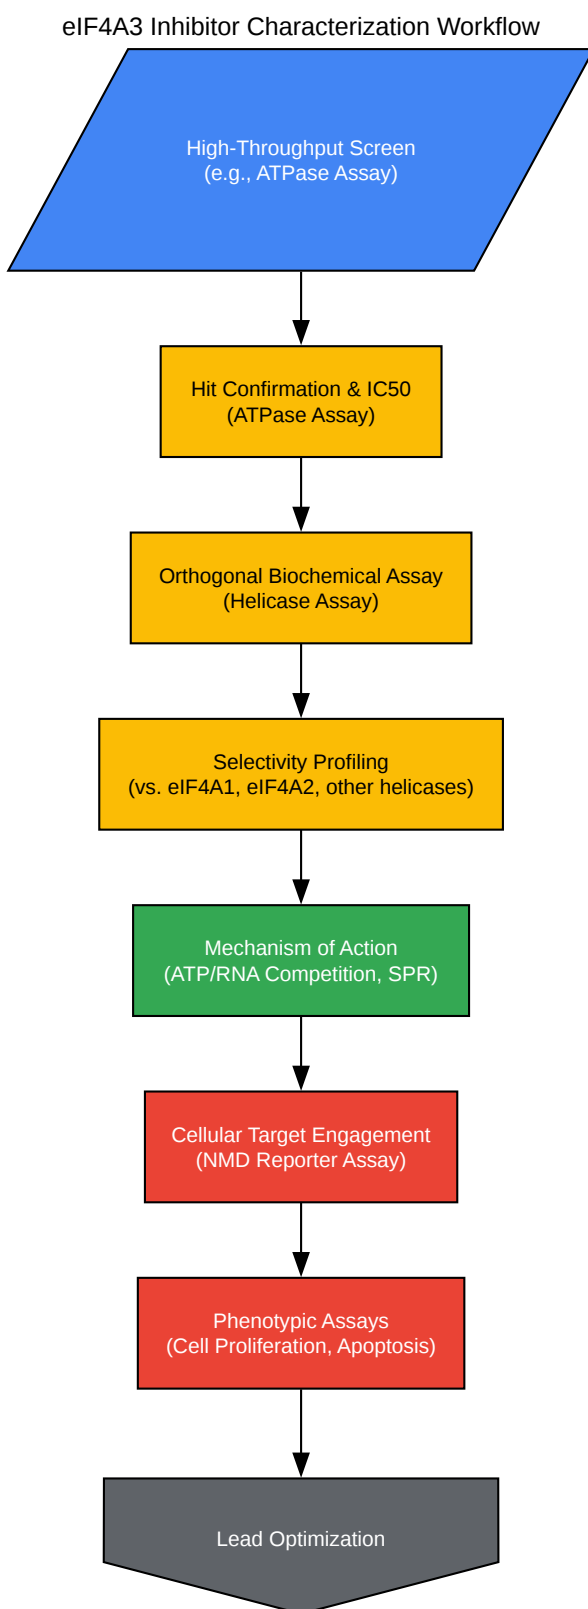 eIF4A3 Inhibitor Characterization Workflow
High-Throughput Screen
(e.g., ATPase Assay)
Hit Confirmation & IC50
(ATPase Assay)
Orthogonal Biochemical Assay
(Helicase Assay)
Selectivity Profiling
(vs. eIF4A1, eIF4A2, other helicases)
Mechanism of Action
(ATP/RNA Competition, SPR)
Cellular Target Engagement
(NMD Reporter Assay)
Phenotypic Assays
(Cell Proliferation, Apoptosis)
Lead Optimization